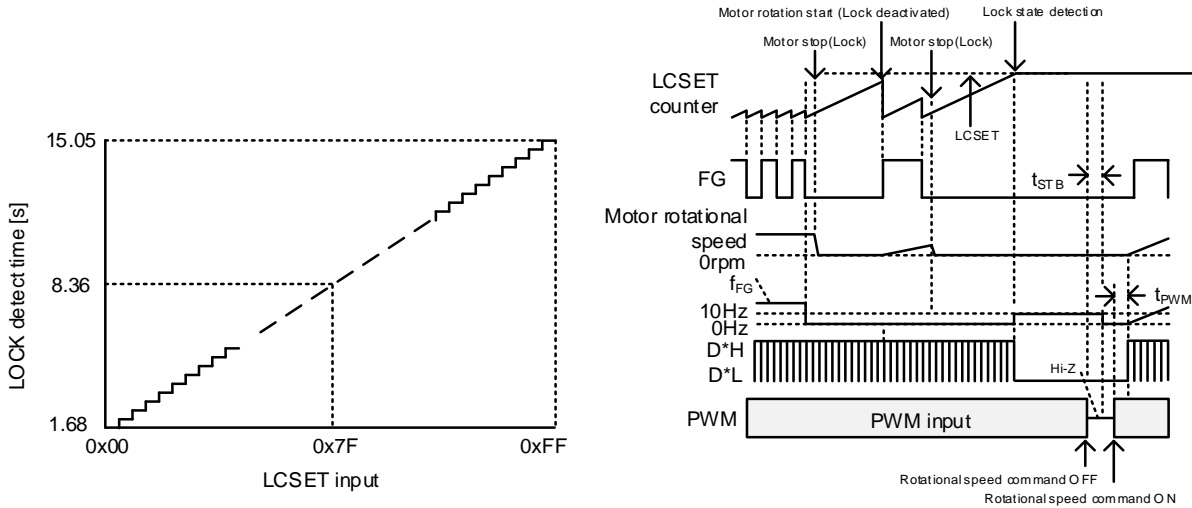 15.05
8.36
1.68
0x00
0x7F
0xFF
LOCK detect time [s]
LCSET input
Motor rotation start (Lock deactivated)
Lock state detection
Motor stop(Lock)
Motor stop(Lock)
LCSET
counter
LCSET
FG
tSTB
Motor rotational
speed
0rpm
fFG
tPWM
10Hz
0Hz
D*H
D*L
Hi-Z
PWM
PWM input
Rotational speed command OFF
Rotational speed command ON